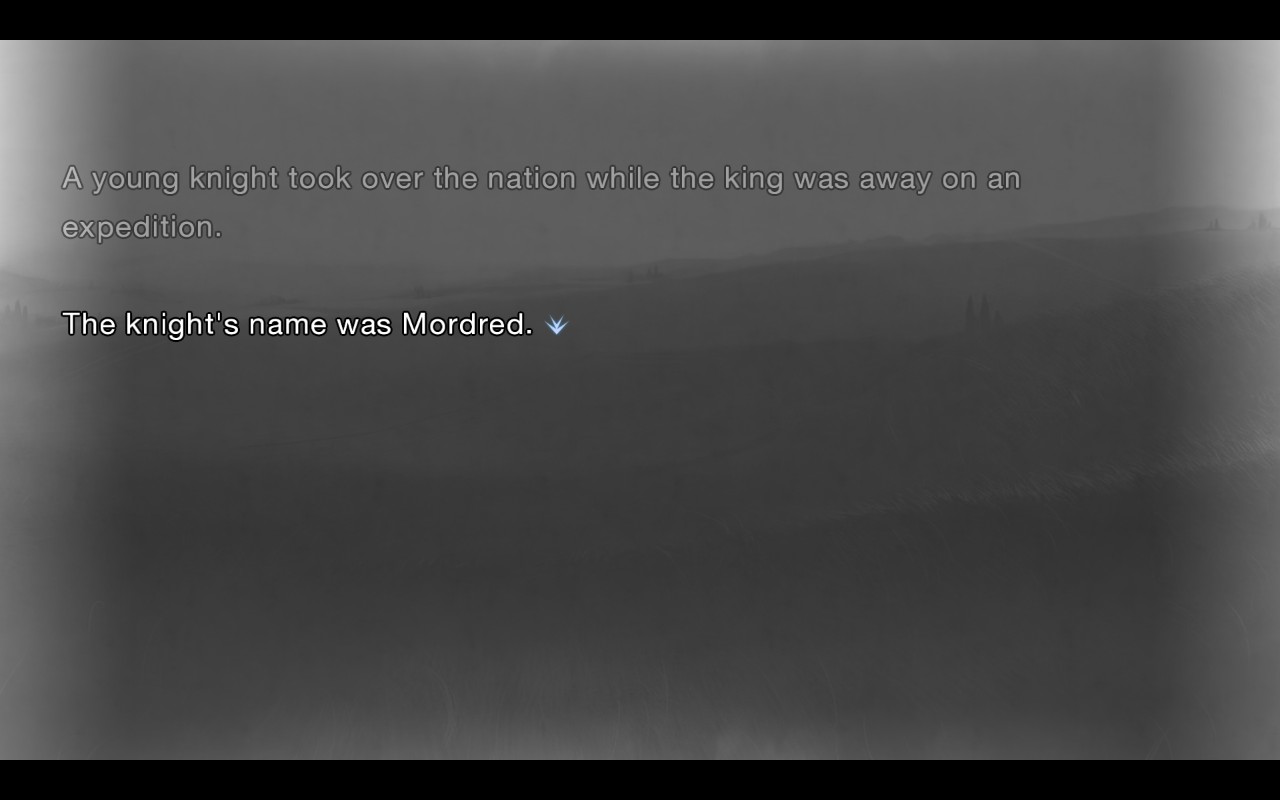 A young knight took over the nation while the king was away on an
expedition.
The knight's name was Mordred.